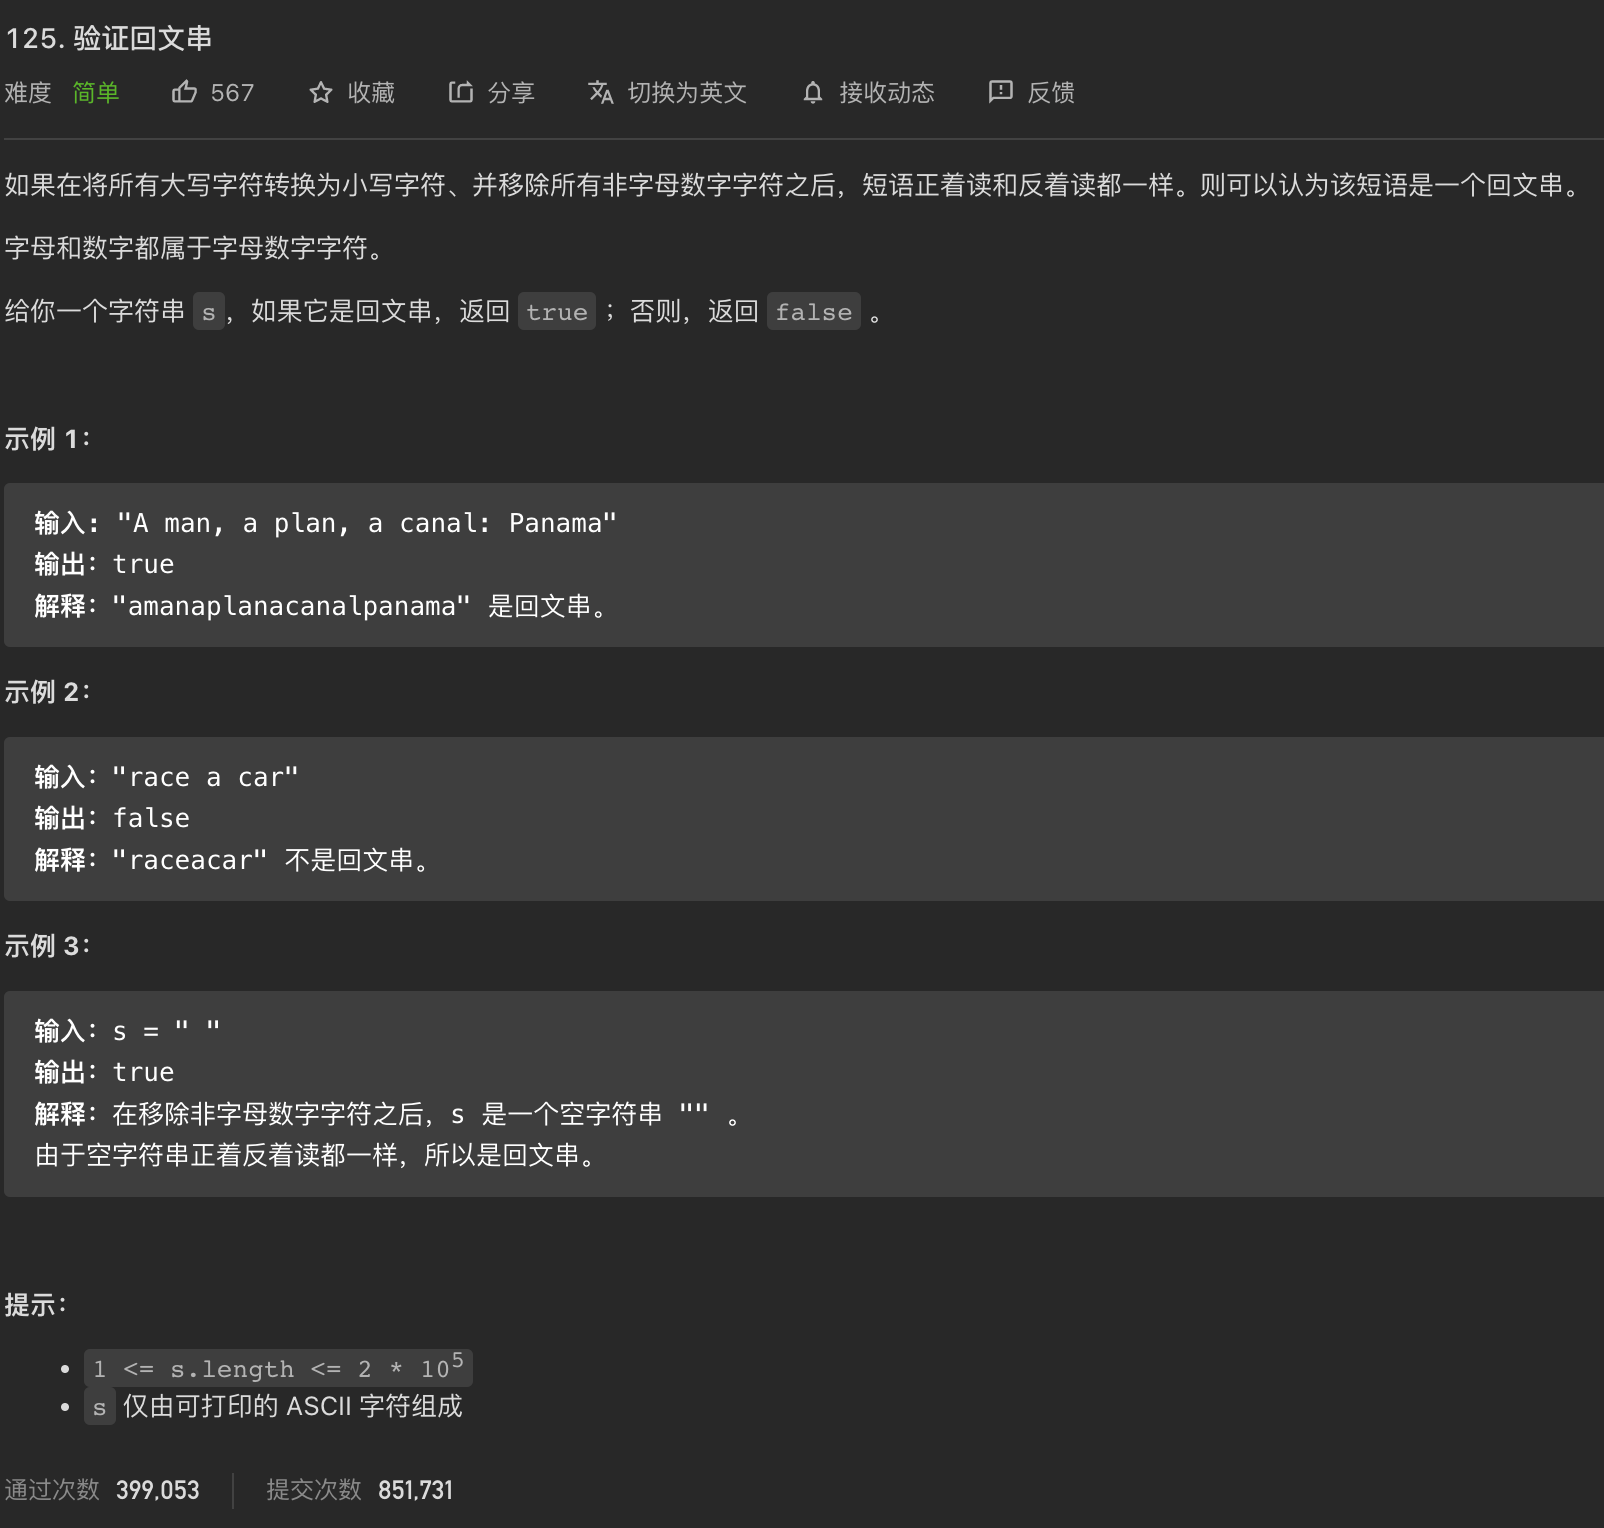 125. 验证回文串
难度 简单 567 收藏 分享 切换为英文 接收动态 反馈
如果在将所有大写字符转换为小写字符、并移除所有非字母数字字符之后，短语正着读和反着读都一样。则可以认为该短语是一个回文串。
字母和数字都属于字母数字字符。
给你一个字符串 s，如果它是回文串，返回 true ；否则，返回 false 。
示例 1：
输入: "A man, a plan, a canal: Panama"
输出：true
解释："amanaplanacanalpanama" 是回文串。
示例 2：
输入："race a car"
输出：false
解释："raceacar" 不是回文串。
示例 3：
输入：s = " "
输出：true
解释：在移除非字母数字字符之后，s 是一个空字符串 "" 。
由于空字符串正着反着读都一样，所以是回文串。
提示：
• 1 <= s.length <= 2 * 10⁵
• s 仅由可打印的 ASCII 字符组成
通过次数 399,053 提交次数 851,731